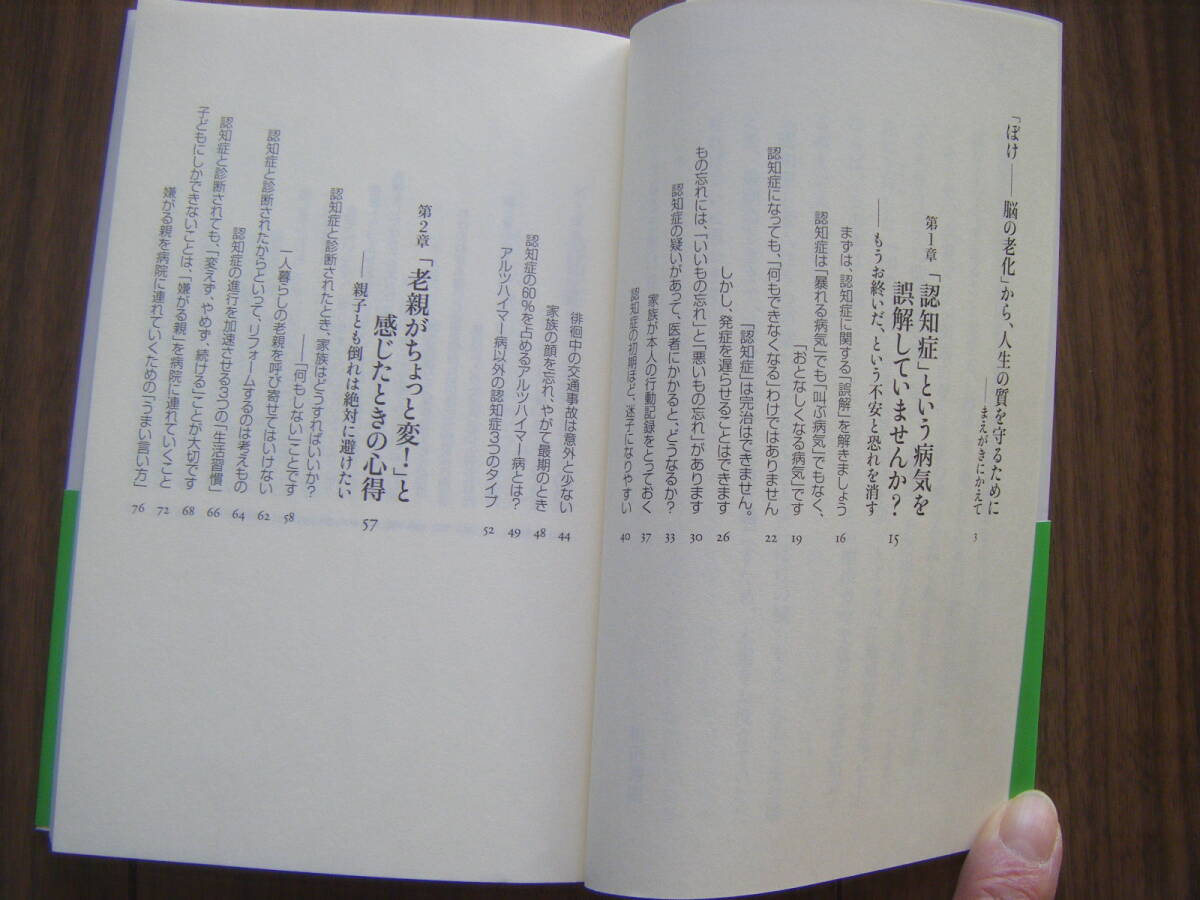 「ぼけ――脳の老化」から、人生の質を守るために
――まえがきにかえて 3
第1章 「認知症」という病気を
誤解していませんか? 15
――もうお終いだ、という不安と恐れを消す
まずは、認知症に関する「誤解」を解きましょう 16
認知症は「暴れる病気」でも「叫ぶ病気」でもなく、
「おとなしくなる病気」です 19
認知症になっても、「何もできなくなる」わけではありません 22
「認知症」は完治はできません。
しかし、発症を遅らせることはできます 26
もの忘れには、「いいもの忘れ」と「悪いもの忘れ」があります 30
認知症の疑いがあって、医者にかかると、どうなるか? 33
家族が本人の行動記録をとっておく 37
認知症の初期ほど、迷子になりやすい 40
徘徊中の交通事故は意外と少ない 44
家族の顔を忘れ、やがて最期のとき 48
認知症の60%を占めるアルツハイマー病とは? 49
アルツハイマー病以外の認知症3つのタイプ 52
第2章 「老親がちょっと変!」と
感じたときの心得 57
――親子とも倒れは絶対に避けたい
認知症と診断されたとき、家族はどうすればいいか?
――「何もしない」ことです 58
一人暮らしの老親を呼び寄せてはいけない 62
認知症と診断されたからといって、リフォームするのは考えもの 64
認知症の進行を加速させる3つの「生活習慣」 66
認知症と診断されても、「変えず、やめず、続ける」ことが大切です 68
子どもにしかできないことは、「嫌がる親」を病院に連れていくこと 72
嫌がる親を病院に連れていくための「うまい言い方」 76